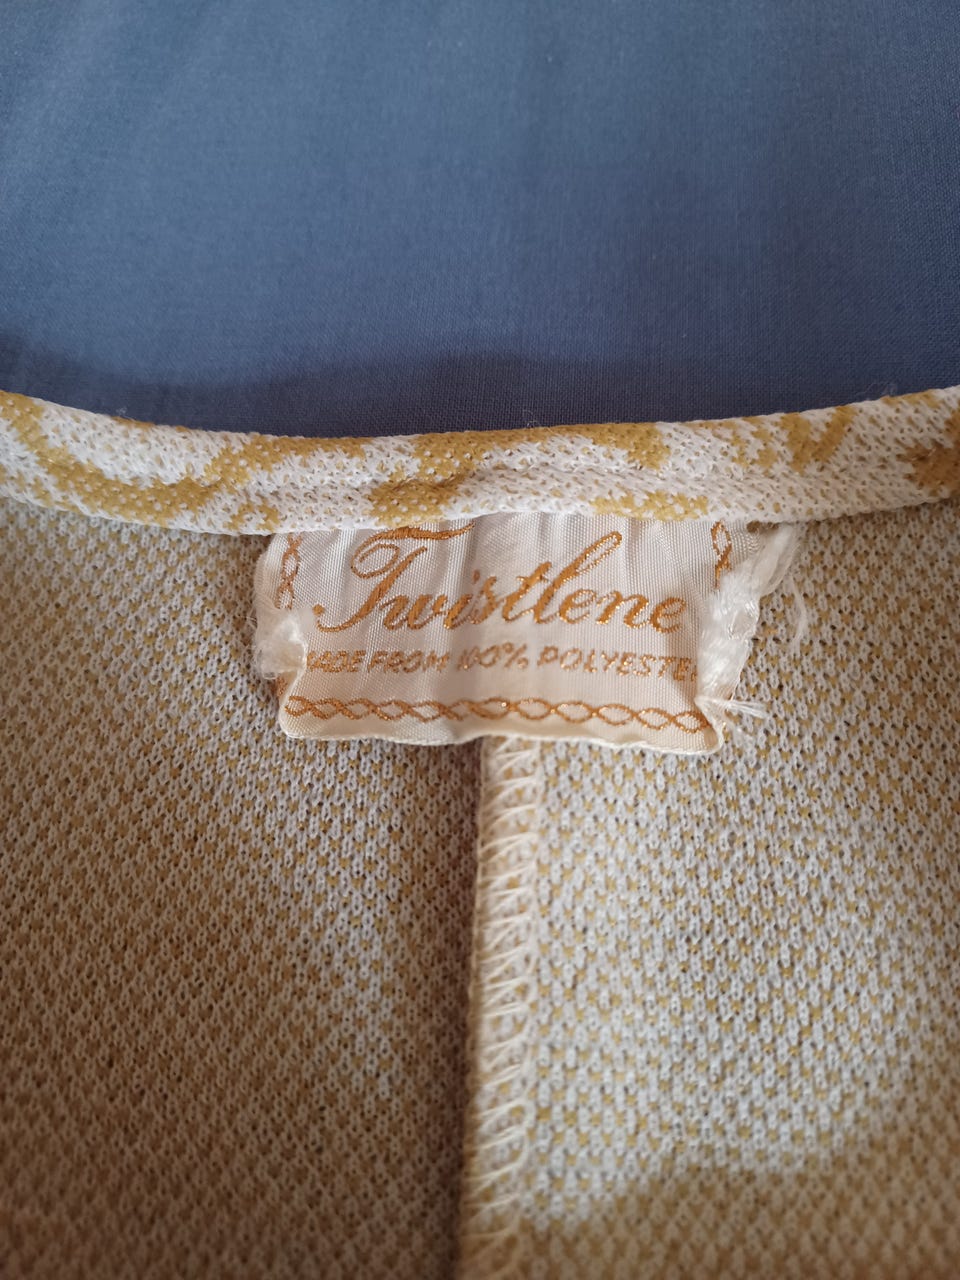 Twistlene
MADE FROM 100% POLYESTER